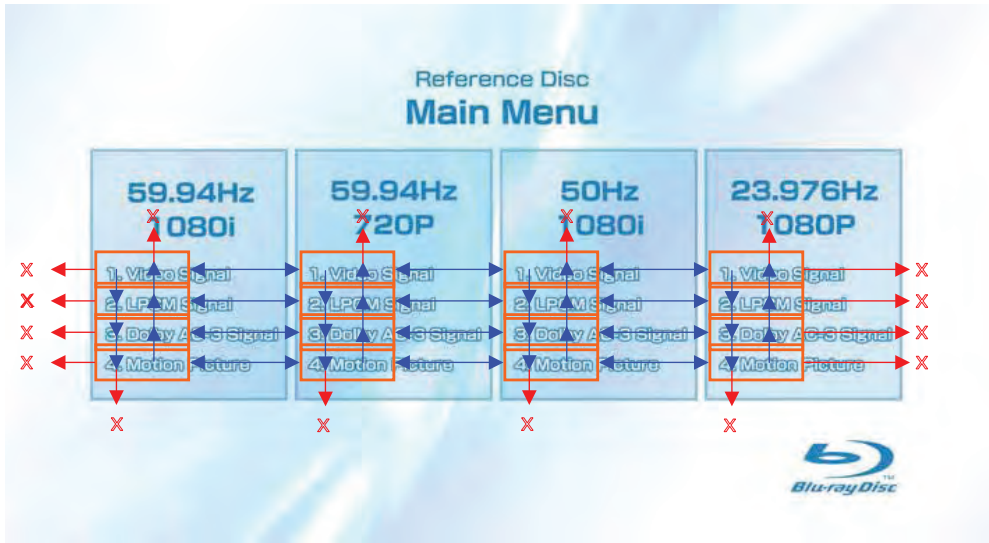 Reference Disc
Main Menu
59.94Hz
1080i
X
1. Video Signal
2. LPCM Signal
3. Dolby AC-3 Signal
4. Motion Picture
X
59.94Hz
720P
X
1. Video Signal
2. LPCM Signal
3. Dolby AC-3 Signal
4. Motion Picture
X
50Hz
1080i
X
1. Video Signal
2. LPCM Signal
3. Dolby AC-3 Signal
4. Motion Picture
X
23.976Hz
1080P
X
1. Video Signal
2. LPCM Signal
3. Dolby AC-3 Signal
4. Motion Picture
X
X
X
X
X
X
X
X
X
Blu-ray Disc
TM